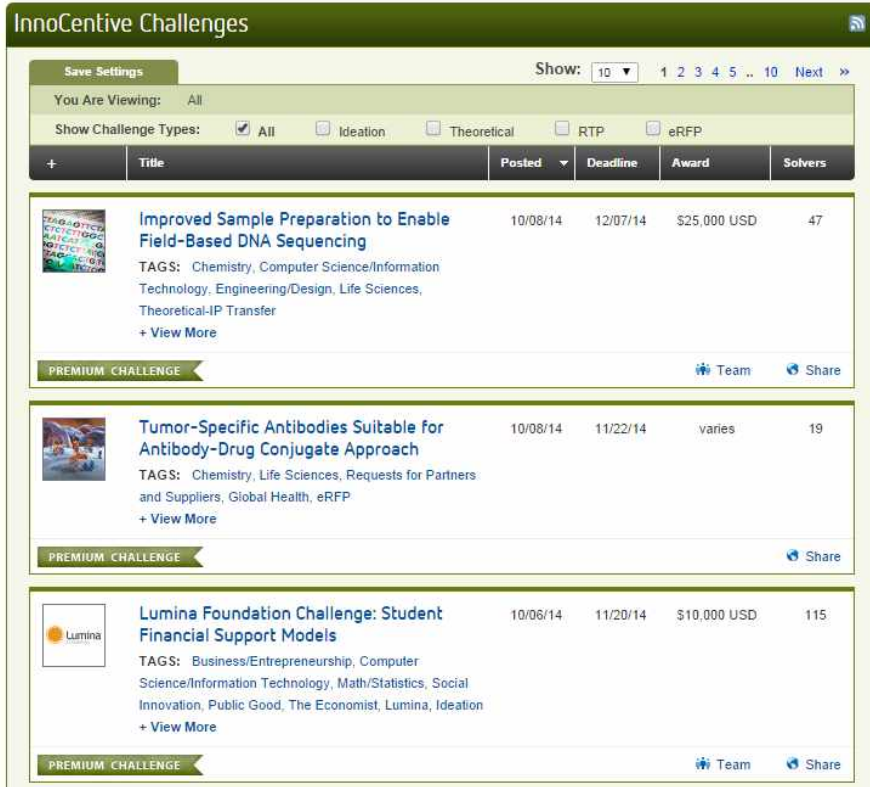 InnoCentive Challenges
Save Settings
Show: 10 ▼ 1 2 3 4 5 .. 10 Next »
You Are Viewing: All
Show Challenge Types: All Ideation Theoretical RTP eRFP
+ Title Posted ▼ Deadline Award Solvers
Improved Sample Preparation to Enable 10/08/14 12/07/14 $25,000 USD 47
Field-Based DNA Sequencing
TAGS: Chemistry, Computer Science/Information
Technology, Engineering/Design, Life Sciences,
Theoretical-IP Transfer
+ View More
PREMIUM CHALLENGE Team Share
Tumor-Specific Antibodies Suitable for 10/08/14 11/22/14 varies 19
Antibody-Drug Conjugate Approach
TAGS: Chemistry, Life Sciences, Requests for Partners
and Suppliers, Global Health, eRFP
+ View More
PREMIUM CHALLENGE Share
Lumina Foundation Challenge: Student 10/06/14 11/20/14 $10,000 USD 115
Financial Support Models
Lumina
TAGS: Business/Entrepreneurship, Computer
Science/Information Technology, Math/Statistics, Social
Innovation, Public Good, The Economist, Lumina, Ideation
+ View More
PREMIUM CHALLENGE Team Share